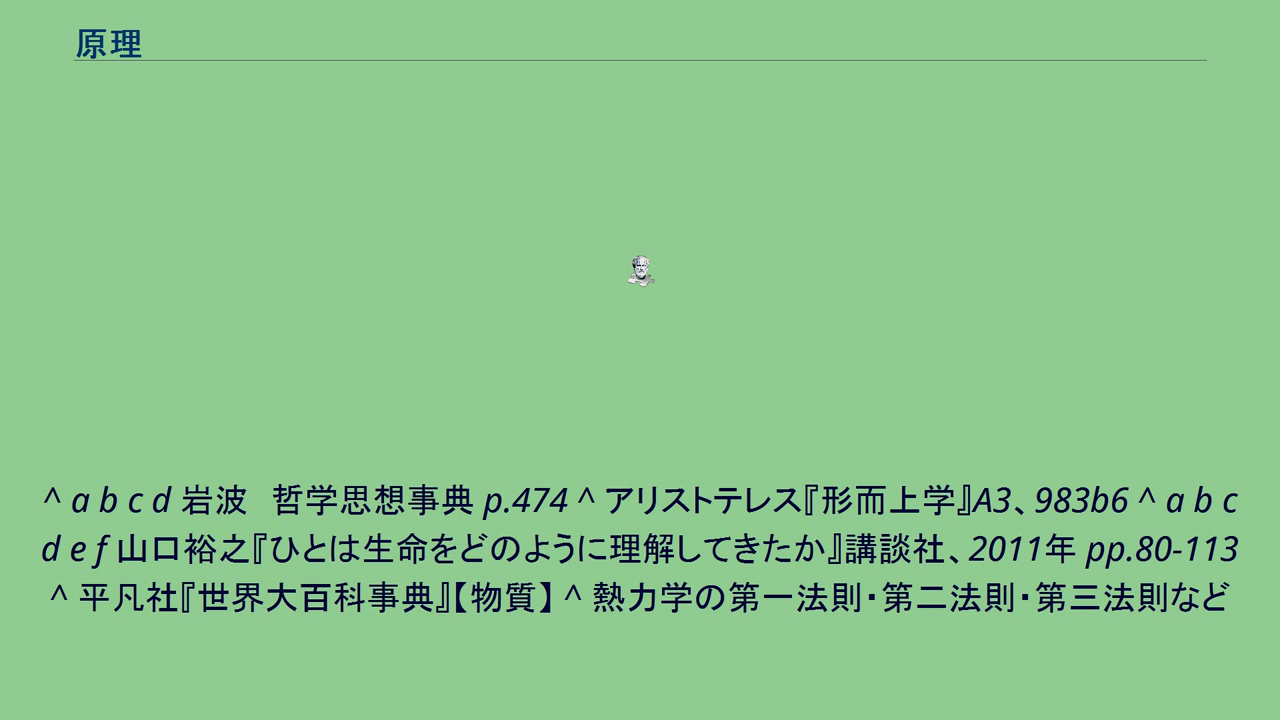 原理
^ a b c d 岩波 哲学思想事典 p.474 ^ アリストテレス『形而上学』A3、983b6 ^ a b c
d e f 山口裕之『ひとは生命をどのように理解してきたか』講談社、2011年 pp.80-113
^ 平凡社『世界大百科事典』【物質】 ^ 熱力学の第一法則・第二法則・第三法則など